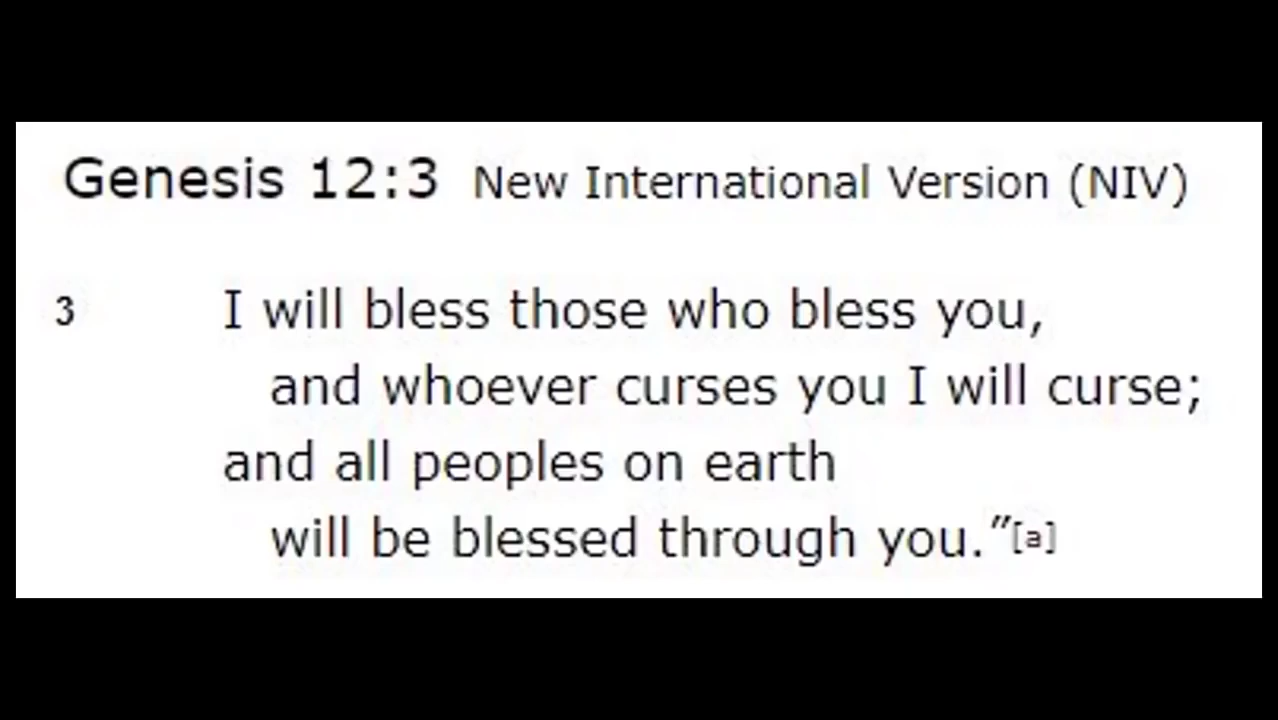 Genesis 12:3 New International Version (NIV)
3 I will bless those who bless you,
and whoever curses you I will curse;
and all peoples on earth
will be blessed through you.”[a]